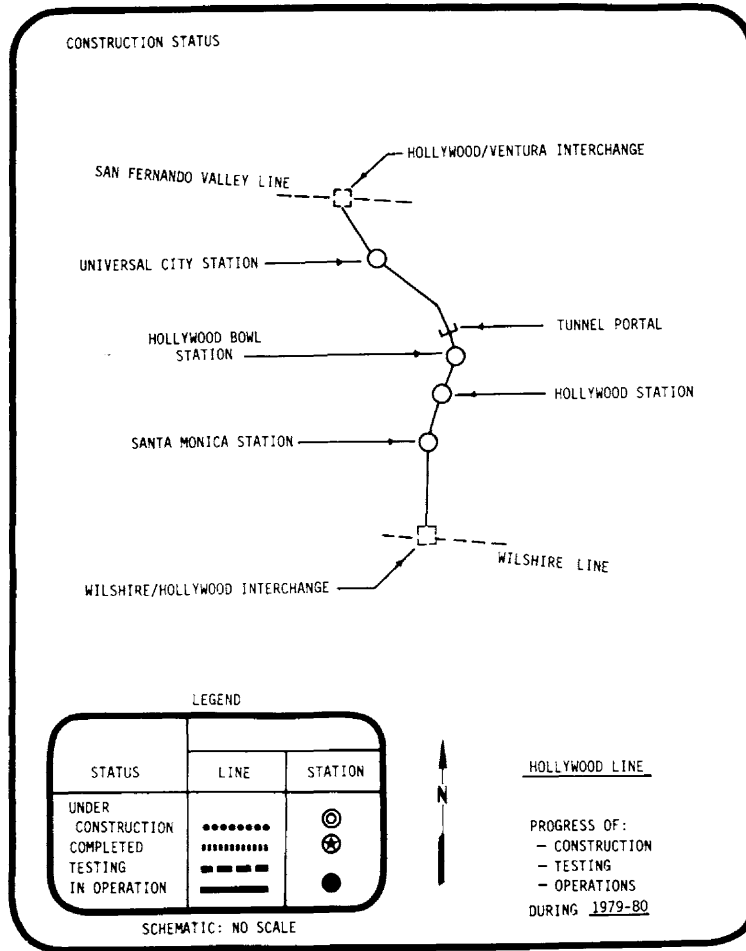 CONSTRUCTION STATUS
HOLLYWOOD/VENTURA INTERCHANGE
SAN FERNANDO VALLEY LINE
UNIVERSAL CITY STATION
TUNNEL PORTAL
HOLLYWOOD BOWL
STATION
HOLLYWOOD STATION
SANTA MONICA STATION
WILSHIRE LINE
WILSHIRE/HOLLYWOOD INTERCHANGE
LEGEND
STATUS LINE STATION
UNDER
CONSTRUCTION
COMPLETED
TESTING
IN OPERATION
SCHEMATIC: NO SCALE
N
HOLLYWOOD LINE
PROGRESS OF:
- CONSTRUCTION
- TESTING
- OPERATIONS
DURING 1979-80